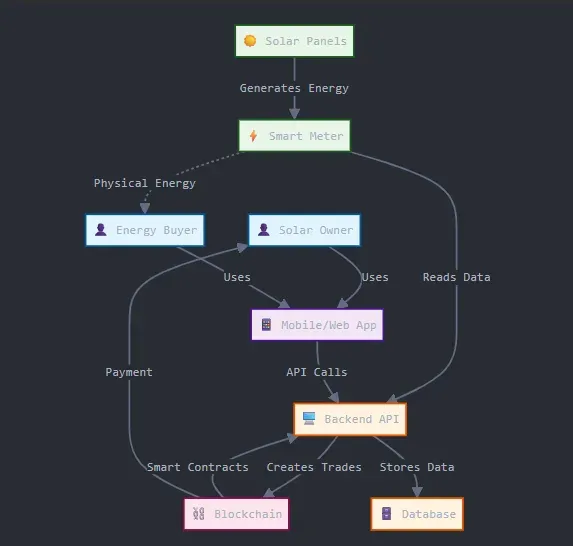 Solar Panels
Generates Energy
Smart Meter
Physical Energy
Energy Buyer
Solar Owner
Uses
Uses
Reads Data
Mobile/Web App
Payment
API Calls
Backend API
Smart Contracts
Creates Trades
Stores Data
Blockchain
Database